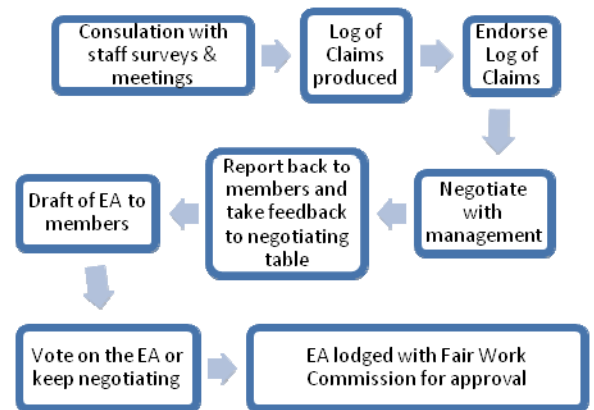 Consulation with
staff surveys &
meetings
Log of
Claims
produced
Endorse
Log of
Claims
Negotiate
with
management
Report back to
members and
take feedback
to negotiating
table
Draft of EA to
members
Vote on the EA or
keep negotiating
EA lodged with Fair Work
Commission for approval